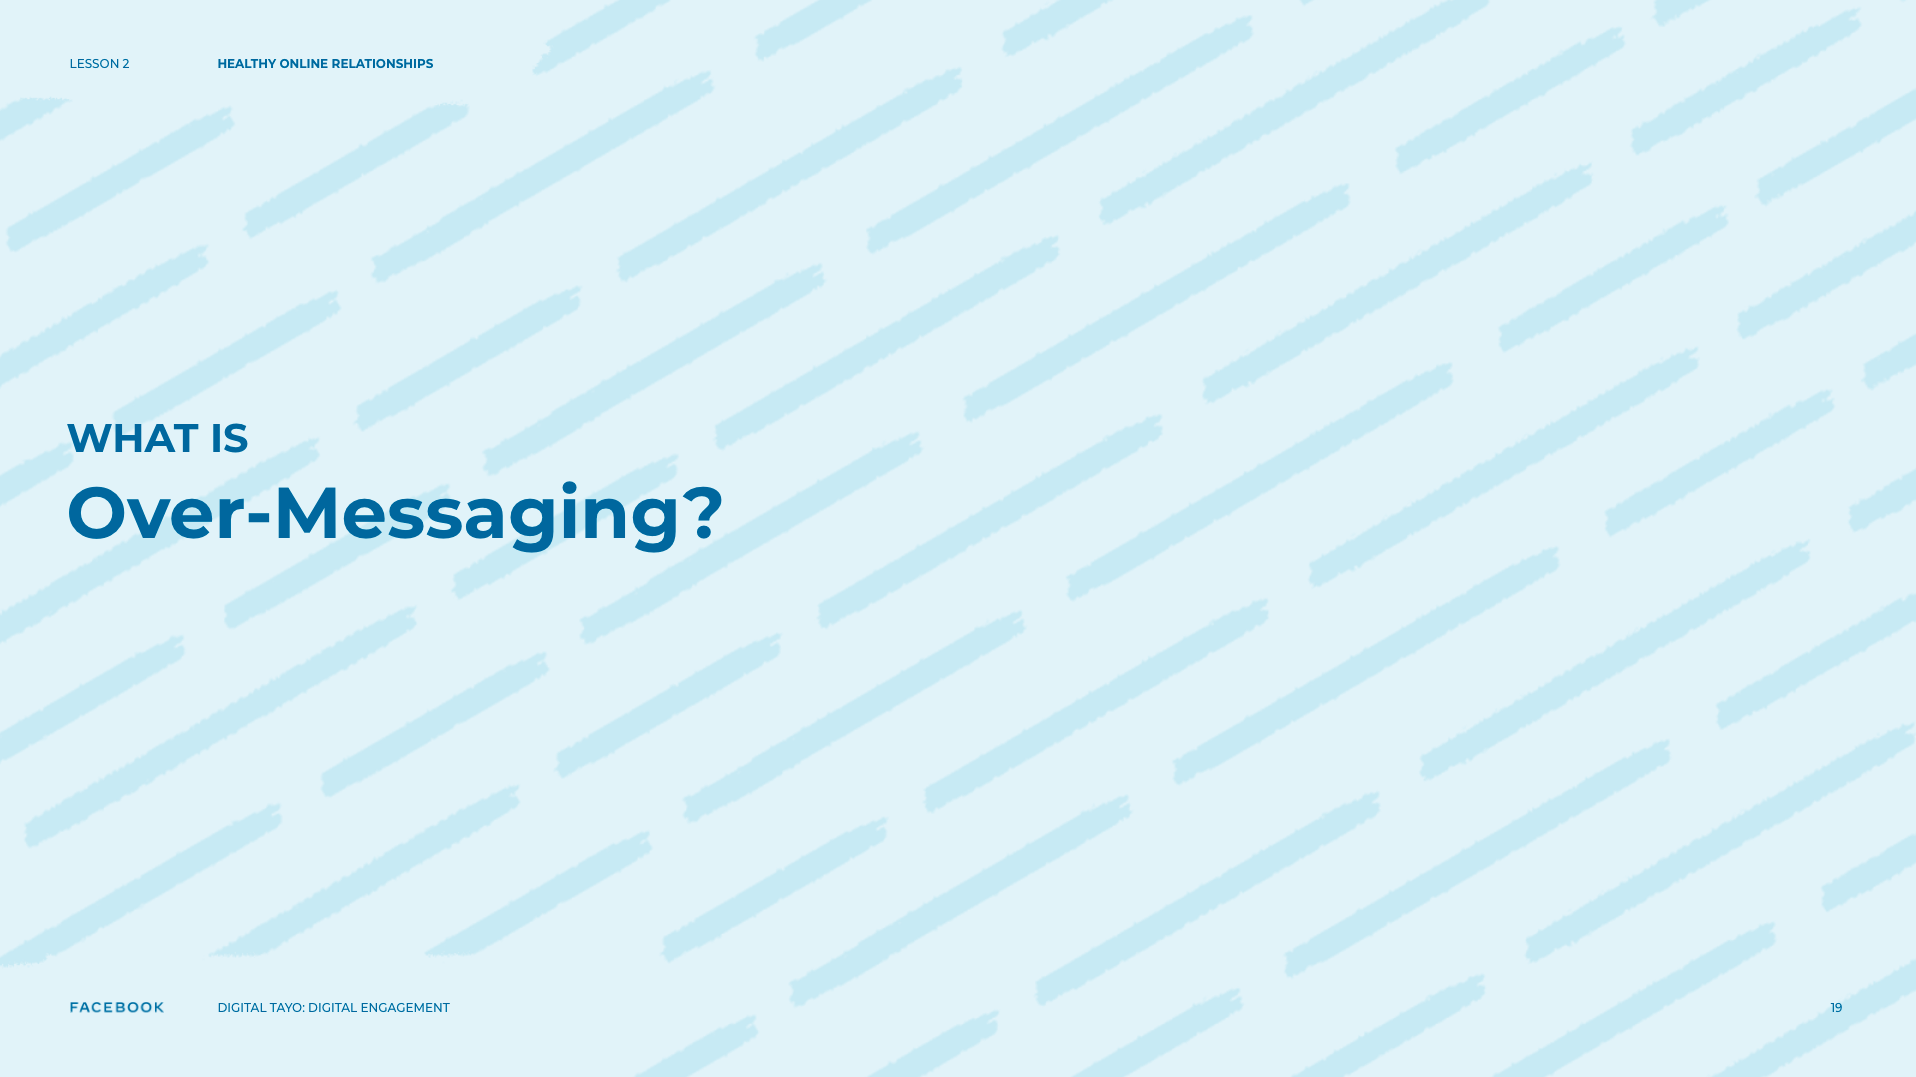 LESSON 2 HEALTHY ONLINE RELATIONSHIPS
WHAT IS
Over-Messaging?
FACEBOOK DIGITAL TAYO: DIGITAL ENGAGEMENT 19